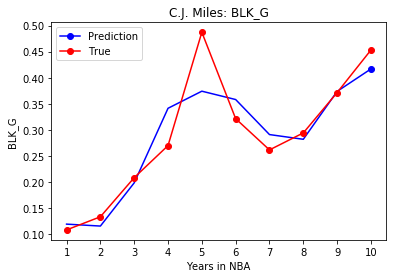 C.J. Miles: BLK_G
Prediction
True
0.50
0.45
0.40
0.35
0.30
0.25
0.20
0.15
0.10
BLK_G
1 2 3 4 5 6 7 8 9 10
Years in NBA